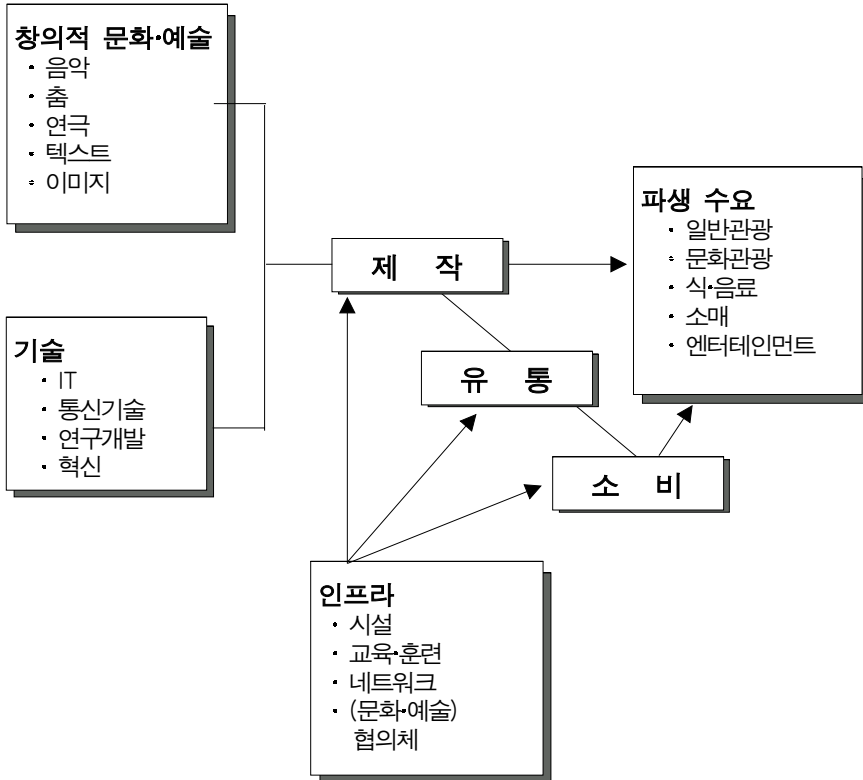 창의적 문화·예술
· 음악
· 춤
· 연극
· 텍스트
· 이미지
기술
· IT
· 통신기술
· 연구개발
· 혁신
제 작
유 통
소 비
파생 수요
· 일반관광
· 문화관광
· 식·음료
· 소매
· 엔터테인먼트
인프라
· 시설
· 교육·훈련
· 네트워크
· (문화·예술)
협의체